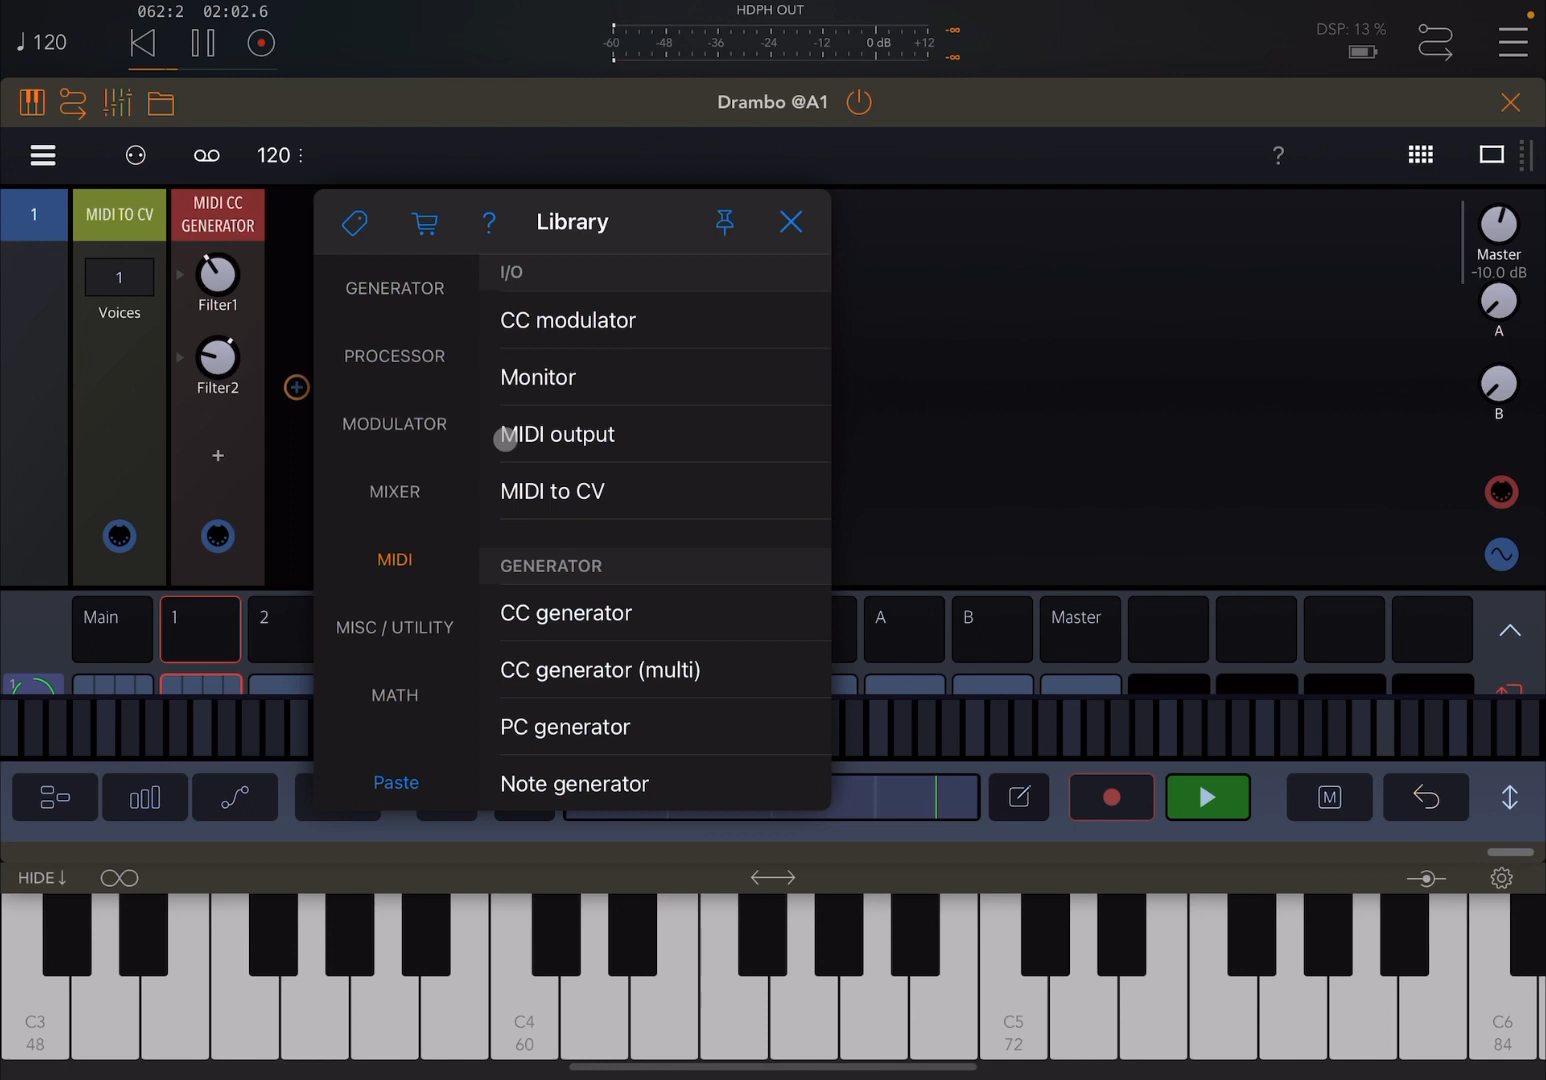 062:2 02:02.6
HDPH OUT
♩ 120
-60 -48 -36 -24 -12 0 dB +12
-∞
-∞
DSP: 13 %
Drambo @A1
120
?
1
MIDI TO CV
MIDI CC
GENERATOR
1
Voices
Filter1
Filter2
+
?
Library
GENERATOR
PROCESSOR
MODULATOR
MIXER
MIDI
MISC / UTILITY
MATH
Paste
I/O
CC modulator
Monitor
MIDI output
MIDI to CV
GENERATOR
CC generator
CC generator (multi)
PC generator
Note generator
Master
-10.0 dB
A
B
Main
1
2
A
B
Master
1
M
HIDE↓
C3
48
C4
60
C5
72
C6
84